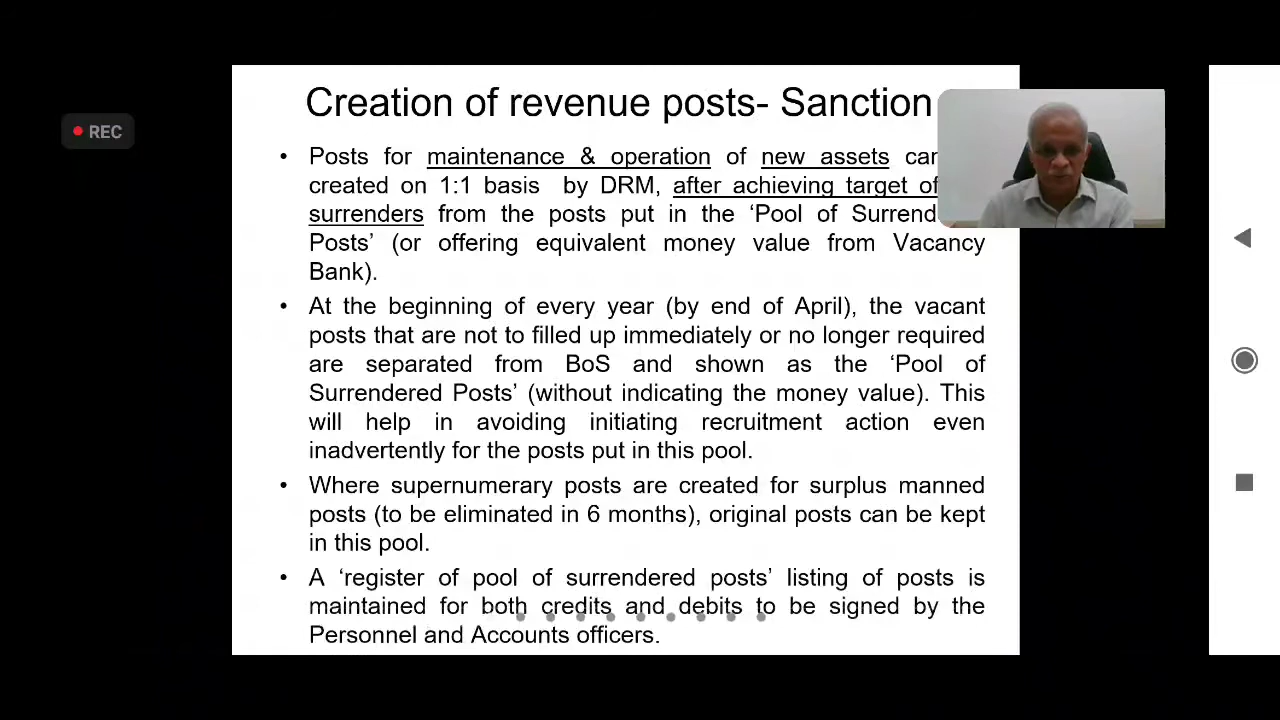 REC
Creation of revenue posts- Sanction
• Posts for maintenance & operation of new assets can
created on 1:1 basis by DRM, after achieving target of
surrenders from the posts put in the ‘Pool of
Posts’ (or offering equivalent money value from Vacancy
Bank).
• At the beginning of every year (by end of April), the vacant
posts that are not to filled up immediately or no longer required
are separated from BoS and shown as the ‘Pool of
Surrendered Posts’ (without indicating the money value). This
will help in avoiding initiating recruitment action even
inadvertently for the posts put in this pool.
• Where supernumerary posts are created for surplus manned
posts (to be eliminated in 6 months), original posts can be kept
in this pool.
• A ‘register of pool of surrendered posts’ listing of posts is
maintained for both credits and debits to be signed by the
Personnel and Accounts officers.